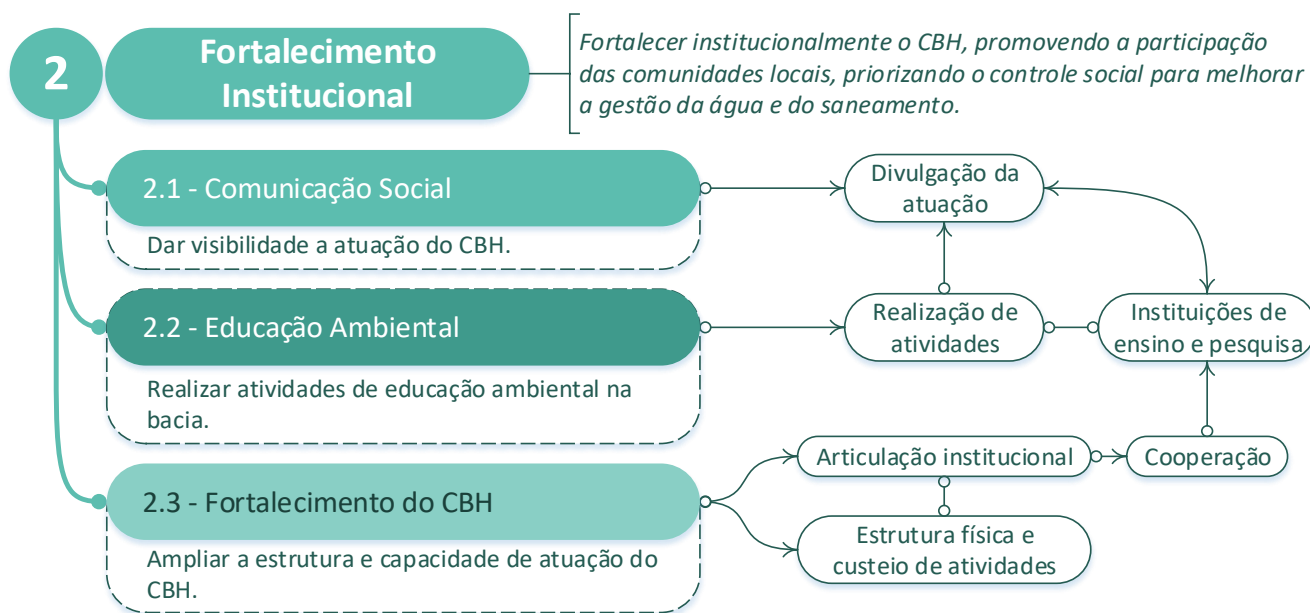 2
Fortalecimento
Institucional
Fortalecer institucionalmente o CBH, promovendo a participação
das comunidades locais, priorizando o controle social para melhorar
a gestão da água e do saneamento.
2.1 - Comunicação Social
Dar visibilidade a atuação do CBH.
Divulgação da
atuação
2.2 - Educação Ambiental
Realizar atividades de educação ambiental na
bacia.
Realização de
atividades
Instituições de
ensino e pesquisa
2.3 - Fortalecimento do CBH
Ampliar a estrutura e capacidade de atuação do
CBH.
Articulação institucional
Cooperação
Estrutura física e
custeio de atividades